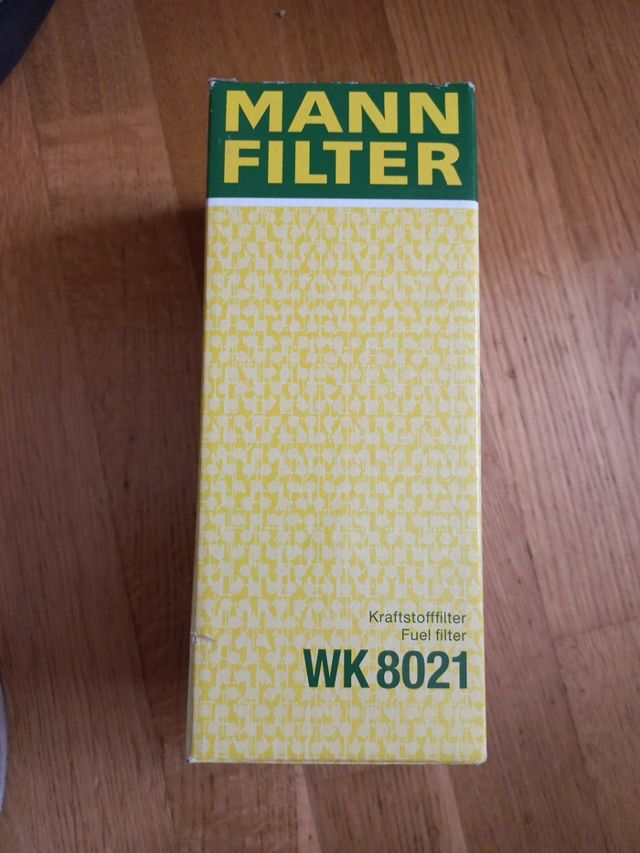 MANN
FILTER
Kraftstofffilter
Fuel filter
WK 8021